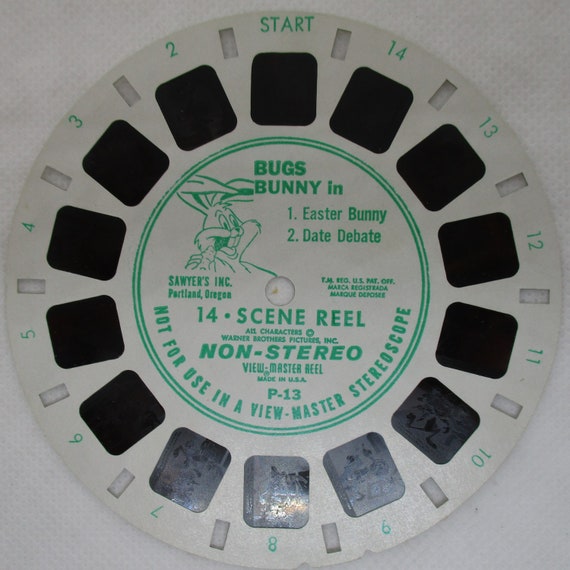 START
2
3
4
5
6
7
8
9
10
11
12
13
14
BUGS
BUNNY in
1. Easter Bunny
2. Date Debate
SAWYER'S INC.
Portland, Oregon
T.M. REG. U.S. PAT. OFF.
MARCA REGISTRADA
MARQUE DEPOSEE
14 • SCENE REEL
ALL CHARACTERS ©
WARNER BROTHERS PICTURES, INC.
NON-STEREO
VIEW-MASTER® REEL
MADE IN U.S.A.
P-13
NOT FOR USE IN A VIEW-MASTER STEREOSCOPE